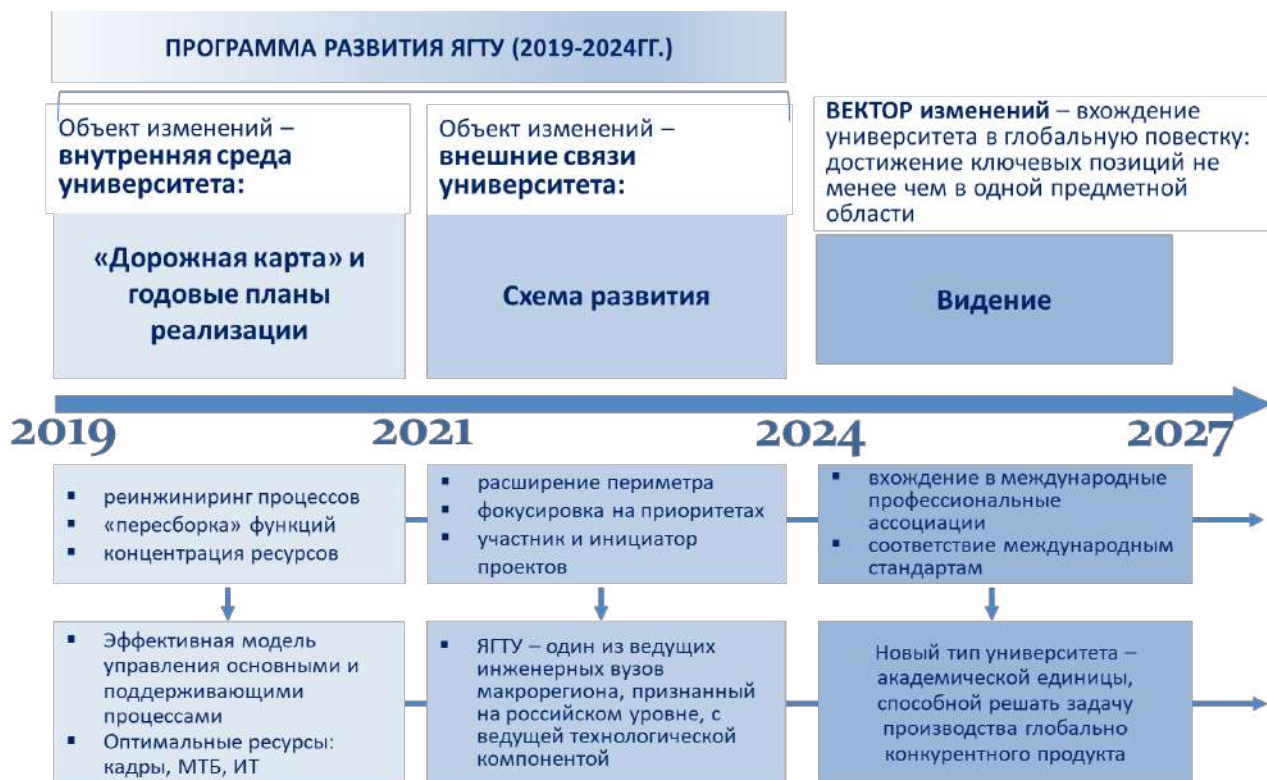 ПРОГРАММА РАЗВИТИЯ ЯГТУ (2019-2024ГГ.)
Объект изменений –
внутренняя среда
университета:
Объект изменений –
внешние связи
университета:
ВЕКТОР изменений – вхождение
университета в глобальную повестку:
достижение ключевых позиций не
менее чем в одной предметной
области
«Дорожная карта» и
годовые планы
реализации
Схема развития
Видение
2019
2021
2024
2027
▪ реинжиниринг процессов
▪ «пересборка» функций
▪ концентрация ресурсов
▪ расширение периметра
▪ фокусировка на приоритетах
▪ участник и инициатор
проектов
▪ вхождение в международные
профессиональные
ассоциации
▪ соответствие международным
стандартам
▪ Эффективная модель
управления основными и
поддерживающими
процессами
▪ Оптимальные ресурсы:
кадры, МТБ, ИТ
▪ ЯГТУ – один из ведущих
инженерных вузов
макрорегиона, признанный
на российском уровне, с
ведущей технологической
компонентой
Новый тип университета –
академической единицы,
способной решать задачу
производства глобально
конкурентного продукта